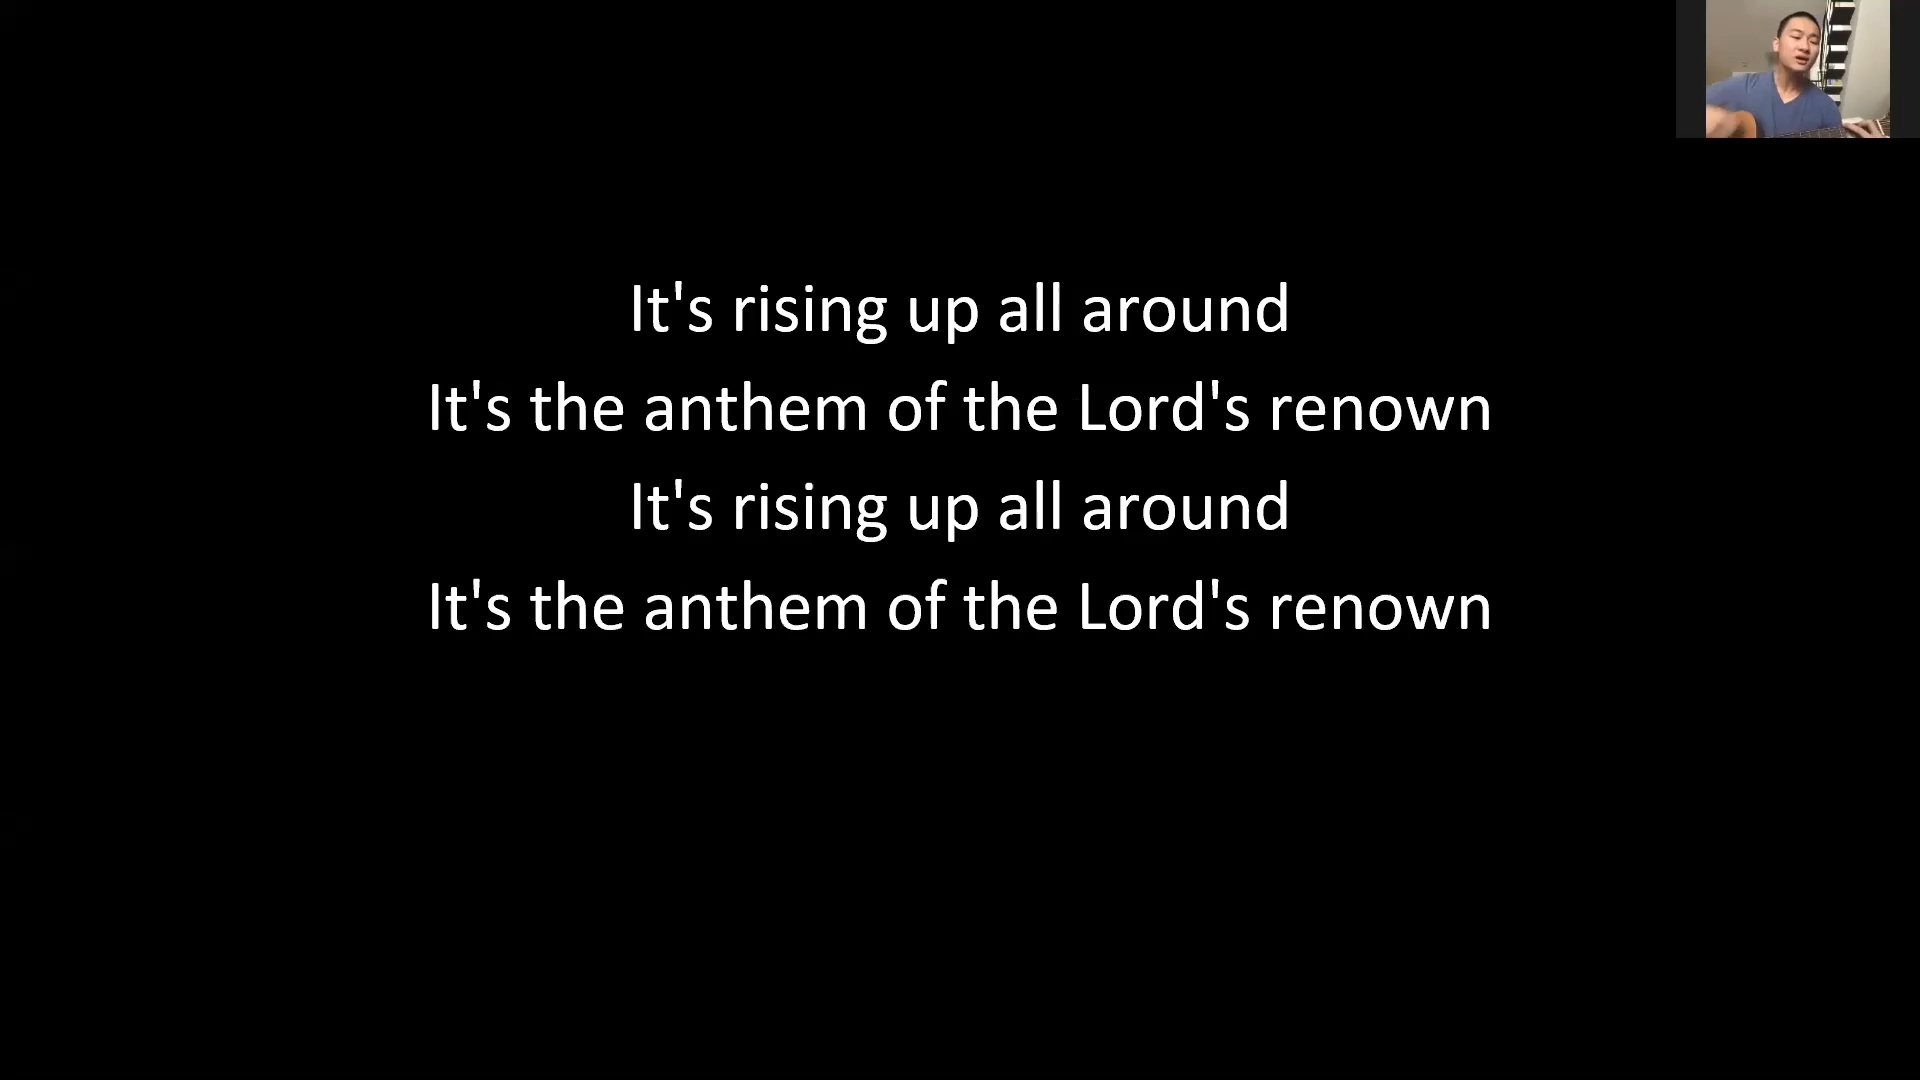 It's rising up all around
It's the anthem of the Lord's renown
It's rising up all around
It's the anthem of the Lord's renown